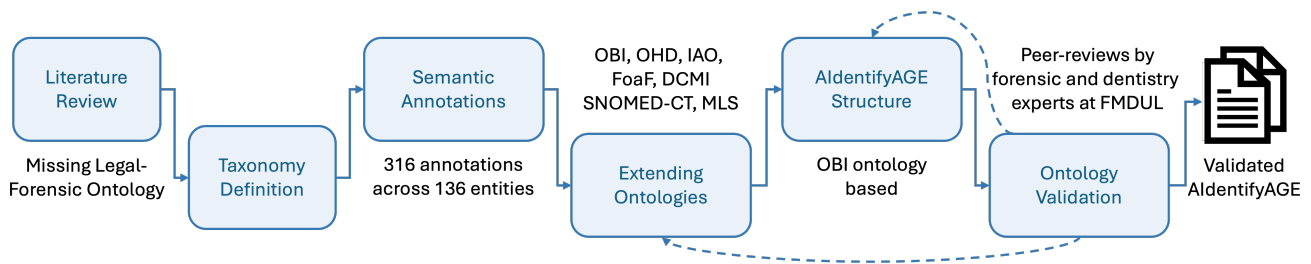 Literature
Review
Missing Legal-
Forensic Ontology
Taxonomy
Definition
Semantic
Annotations
316 annotations
across 136 entities
OBI, OHD, IAO,
FoaF, DCMI
SNOMED-CT, MLS
Extending
Ontologies
AIdentifyAGE
Structure
OBI ontology
based
Peer-reviews by
forensic and dentistry
experts at FMDUL
Ontology
Validation
Validated
AIdentifyAGE